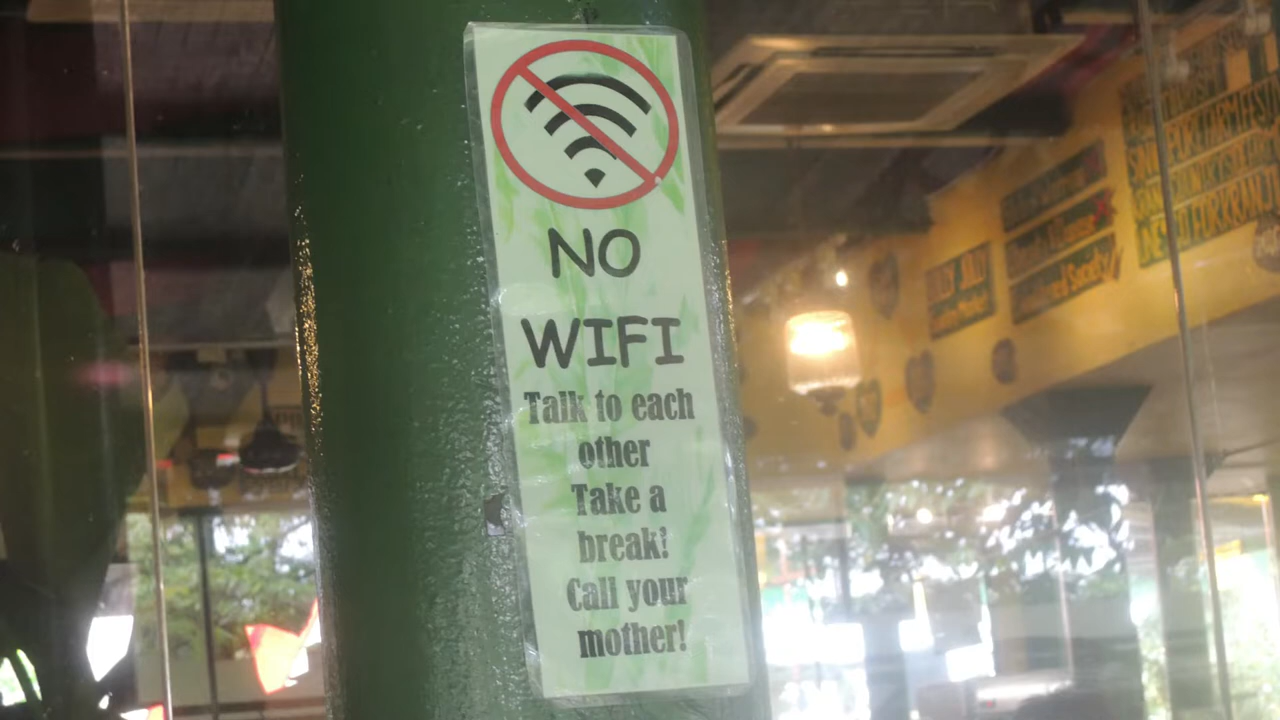 NO
WIFI
Talk to each
other
Take a
break!
Call your
mother!